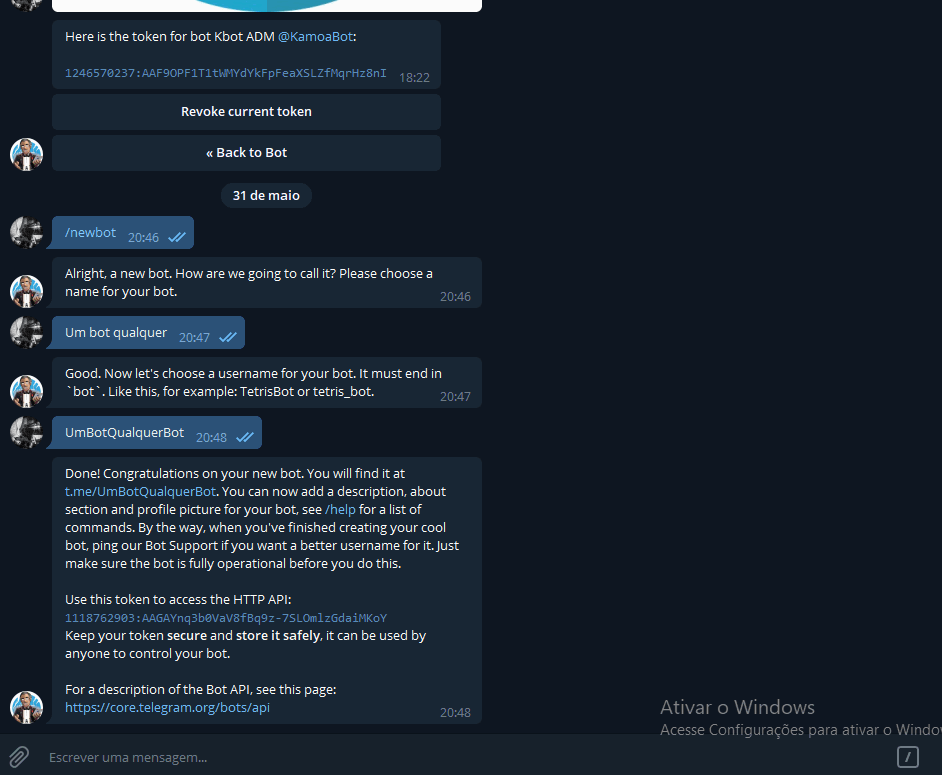 Here is the token for bot Kbot ADM @KamoaBot:
1246570237:AAF9OPF1T1tWMYdYkFpFeaXSLZfMqrHz8nI 18:22
Revoke current token
« Back to Bot
31 de maio
/newbot 20:46
Alright, a new bot. How are we going to call it? Please choose a
name for your bot.
20:46
Um bot qualquer 20:47
Good. Now let's choose a username for your bot. It must end in
`bot`. Like this, for example: TetrisBot or tetris_bot.
20:47
UmBotQualquerBot 20:48
Done! Congratulations on your new bot. You will find it at
t.me/UmBotQualquerBot. You can now add a description, about
section and profile picture for your bot, see /help for a list of
commands. By the way, when you've finished creating your cool
bot, ping our Bot Support if you want a better username for it. Just
make sure the bot is fully operational before you do this.
Use this token to access the HTTP API:
1118762903:AAGAYnq3b0VaV8fBq9z-7SLOmlzGdaiMKoY
Keep your token secure and store it safely, it can be used by
anyone to control your bot.
For a description of the Bot API, see this page:
https://core.telegram.org/bots/api
20:48
Ativar o Windows
Acesse Configurações para ativar o Windo
Escrever uma mensagem...
/